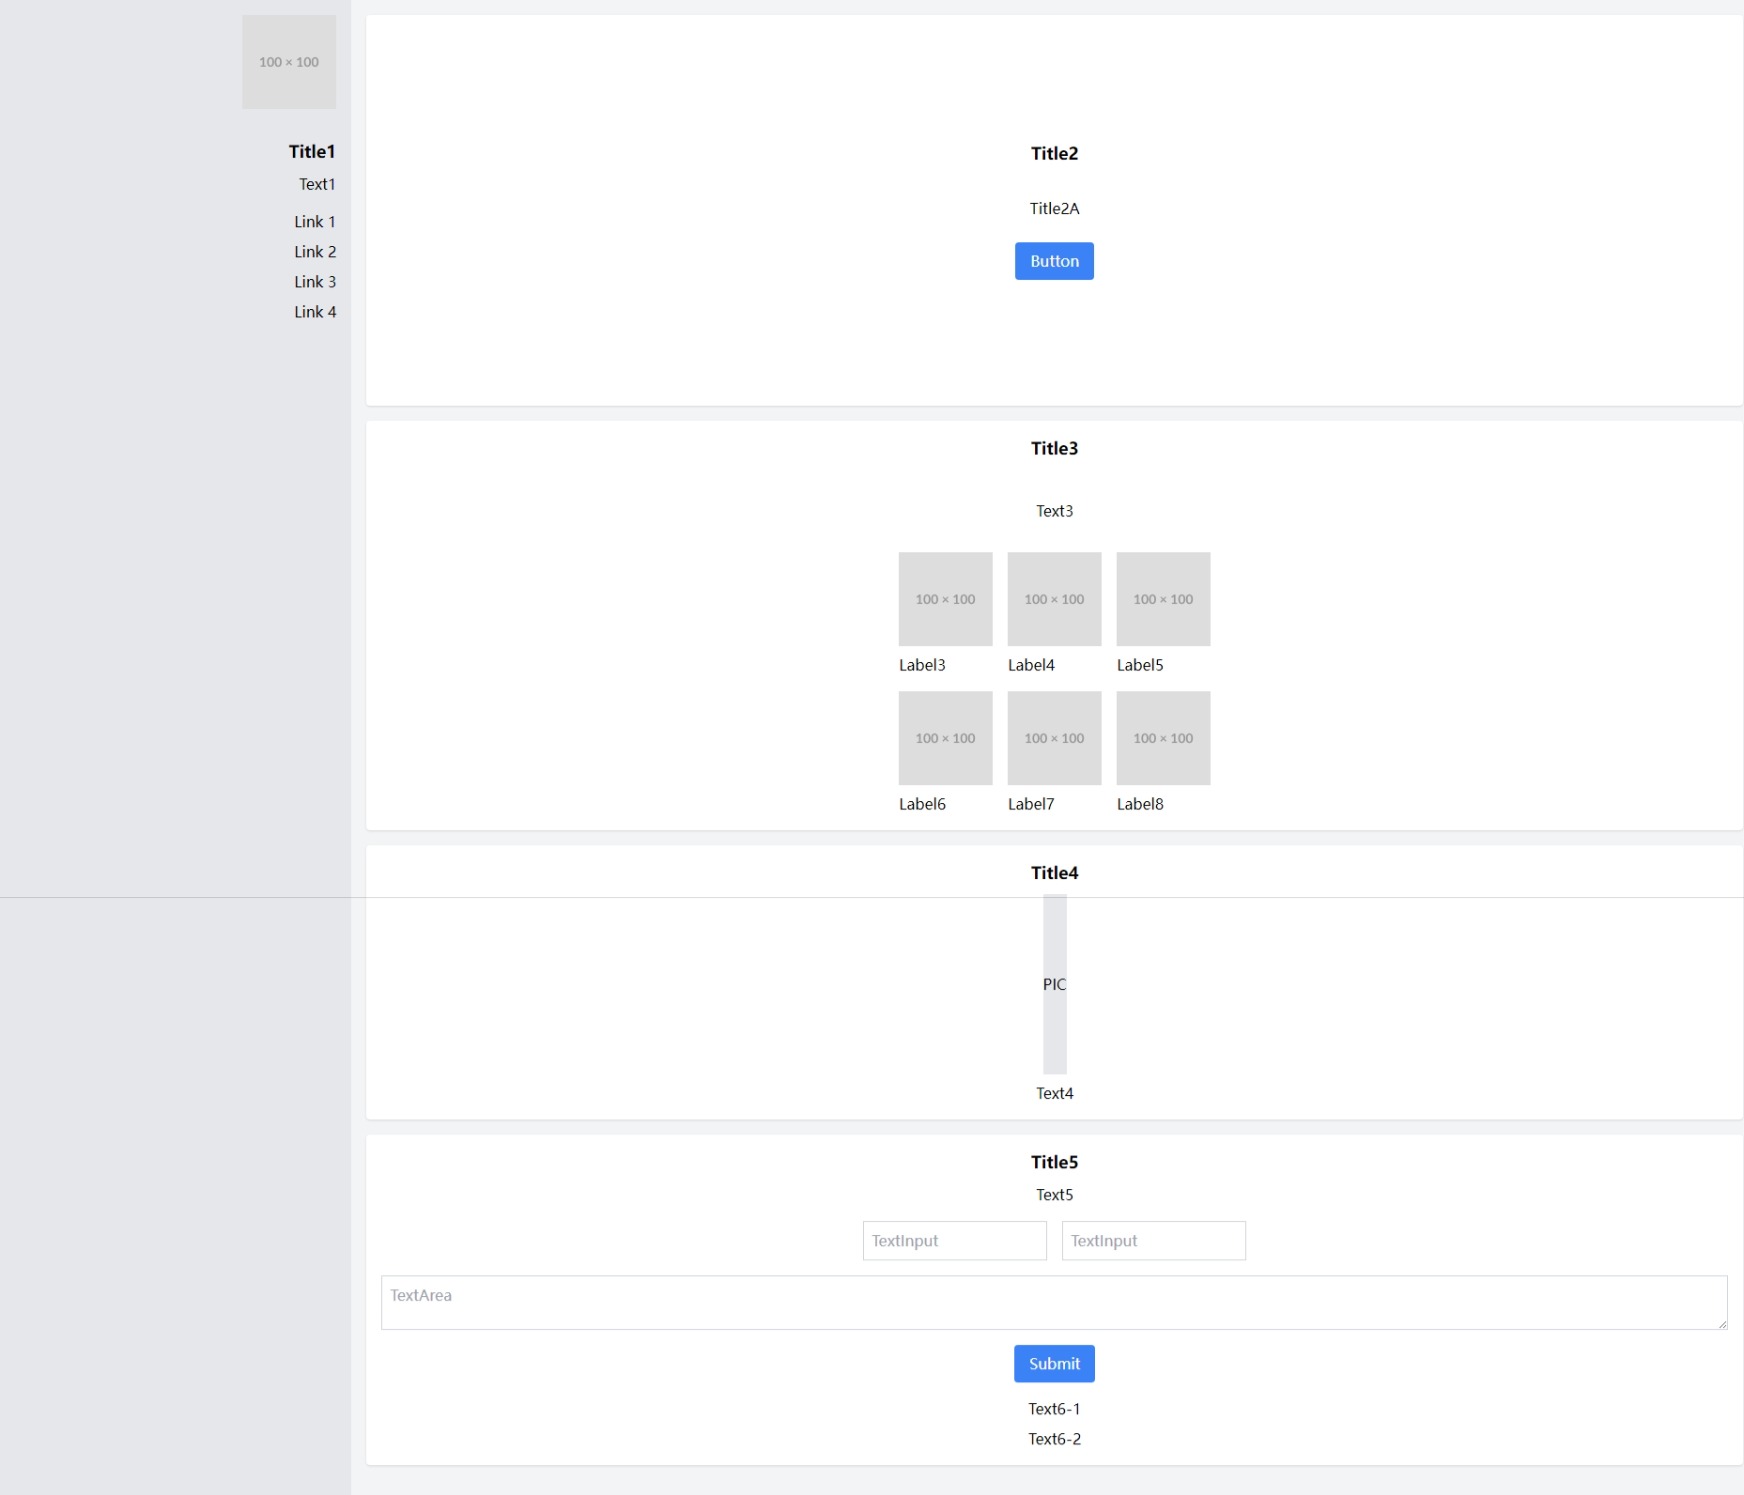 100 × 100
Title1
Text1
Link 1
Link 2
Link 3
Link 4
Title2
Title2A
Button
Title3
Text3
100 × 100 100 × 100 100 × 100
Label3 Label4 Label5
100 × 100 100 × 100 100 × 100
Label6 Label7 Label8
Title4
PIC
Text4
Title5
Text5
TextInput TextInput
TextArea
Submit
Text6-1
Text6-2